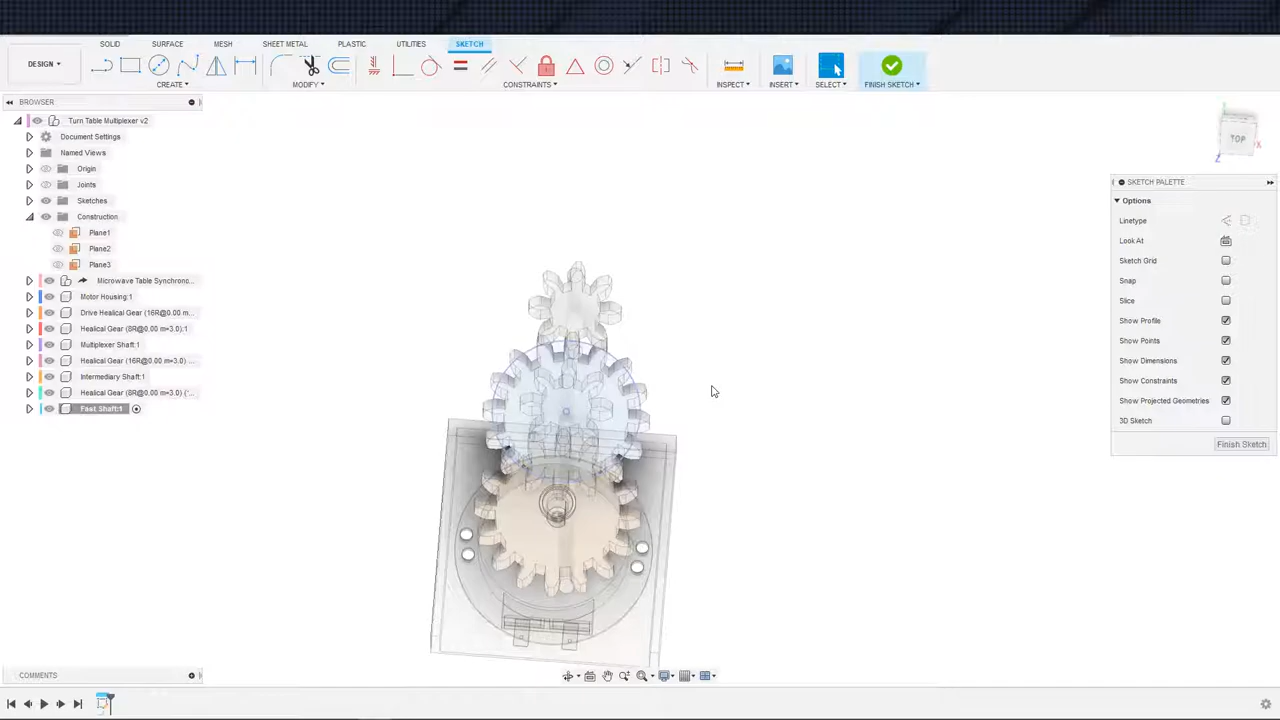 SOLID SURFACE MESH SHEET METAL PLASTIC UTILITIES SKETCH
DESIGN
CREATE MODIFY CONSTRAINTS INSPECT INSERT SELECT FINISH SKETCH
BROWSER
Turn Table Multiplexer v2
Document Settings
Named Views
Origin
Joints
Sketches
Construction
Plane1
Plane2
Plane3
Microwave Table Synchrono...
Motor Housing:1
Drive Healical Gear (16R@0.00 m=3.0)...
Healical Gear (8R@0.00 m=3.0):1
Multiplexer Shaft:1
Healical Gear (16R@0.00 m=3.0) ...
Intermediary Shaft:1
Healical Gear (8R@0.00 m=3.0) ('...
Fast Shaft:1
TOP
Z
X
SKETCH PALETTE
Options
Linetype
Look At
Sketch Grid
Snap
Slice
Show Profile
Show Points
Show Dimensions
Show Constraints
Show Projected Geometries
3D Sketch
Finish Sketch
COMMENTS